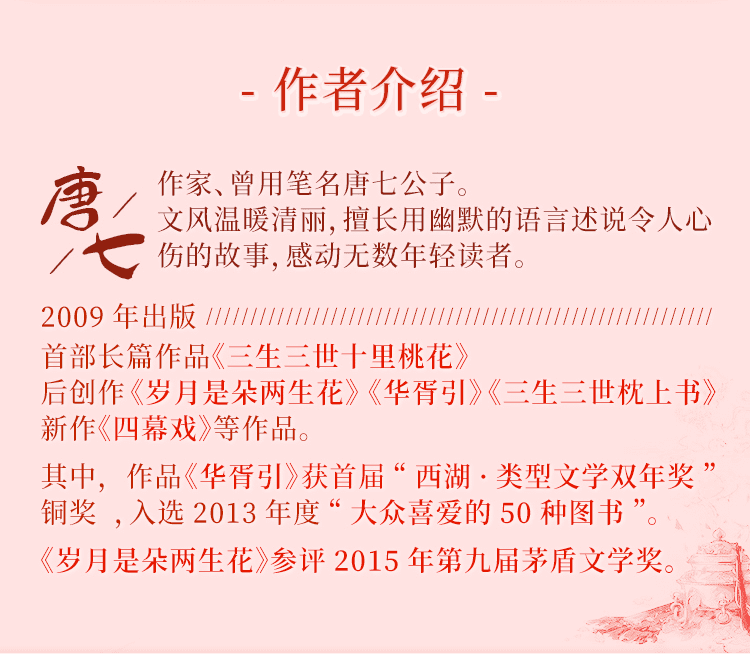 - 作者介绍 -
唐/
/七
作家、曾用笔名唐七公子。
文风温暖清丽，擅长用幽默的语言述说令人心
伤的故事，感动无数年轻读者。
2009 年出版 ////////////////////////////////////////////////////////
首部长篇作品《三生三世十里桃花》
后创作《岁月是朵两生花》《华胥引》《三生三世枕上书》
新作《四幕戏》等作品。
其中，作品《华胥引》获首届“西湖·类型文学双年奖”
铜奖，入选 2013 年度“大众喜爱的 50 种图书”。
《岁月是朵两生花》参评 2015 年第九届茅盾文学奖。